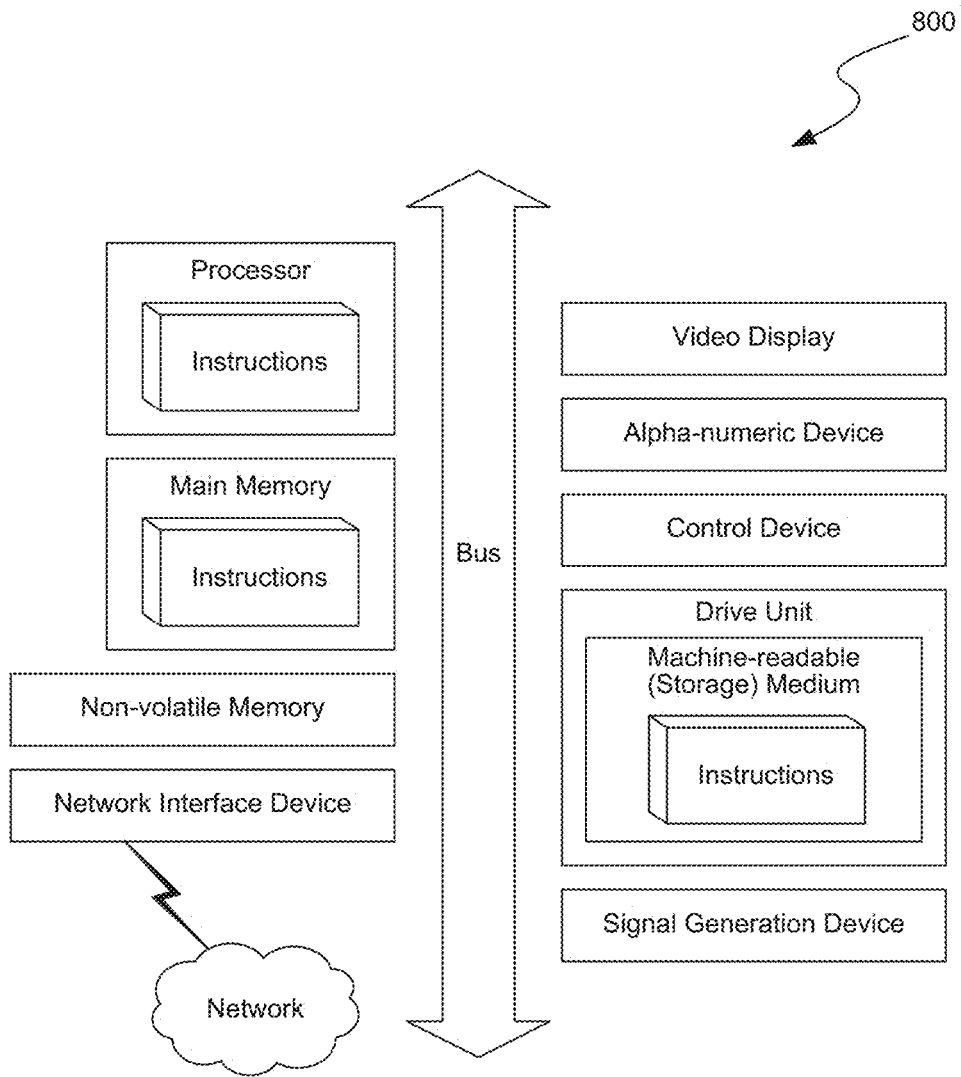 800
Processor
Instructions
Main Memory
Instructions
Non-volatile Memory
Network Interface Device
Network
Bus
Video Display
Alpha-numeric Device
Control Device
Drive Unit
Machine-readable
(Storage) Medium
Instructions
Signal Generation Device